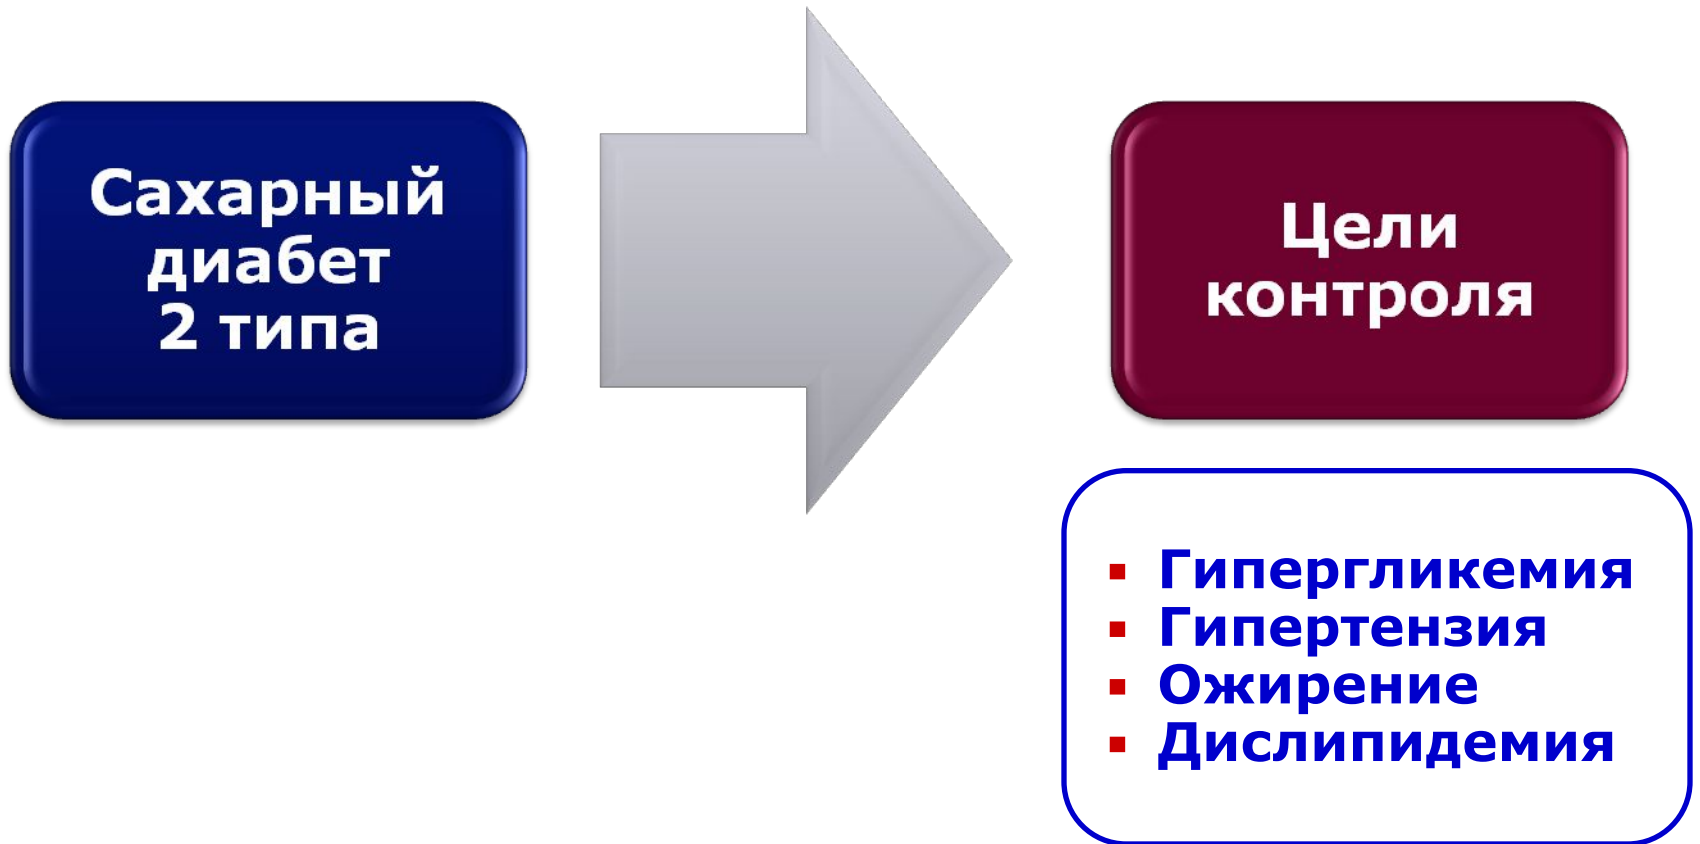 Сахарный
диабет
2 типа
Цели
контроля
▪ Гипергликемия
▪ Гипертензия
▪ Ожирение
▪ Дислипидемия